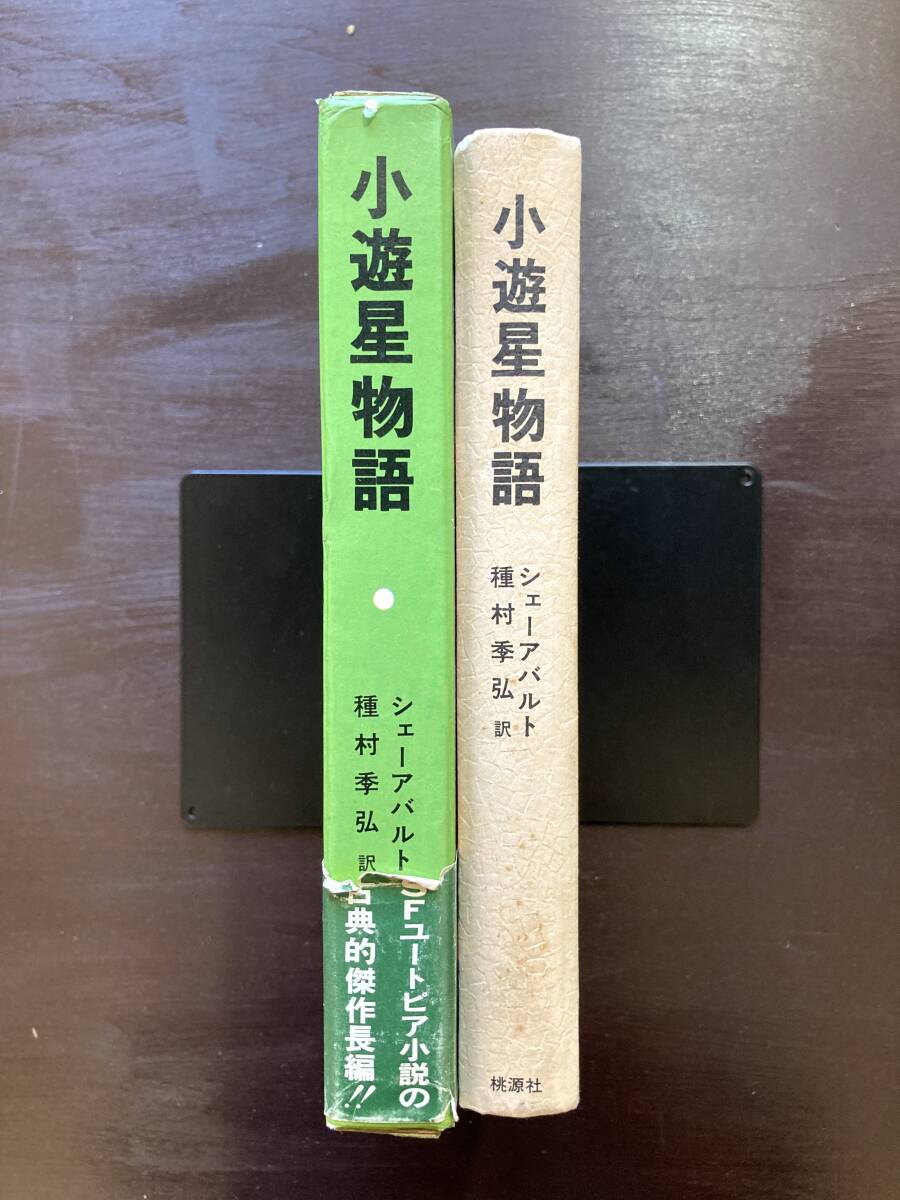 小遊星物語
シェーアバルト
種村季弘 訳
SFユートピア小説の
古典的傑作長編!!
小遊星物語
シェーアバルト
種村季弘 訳
桃源社